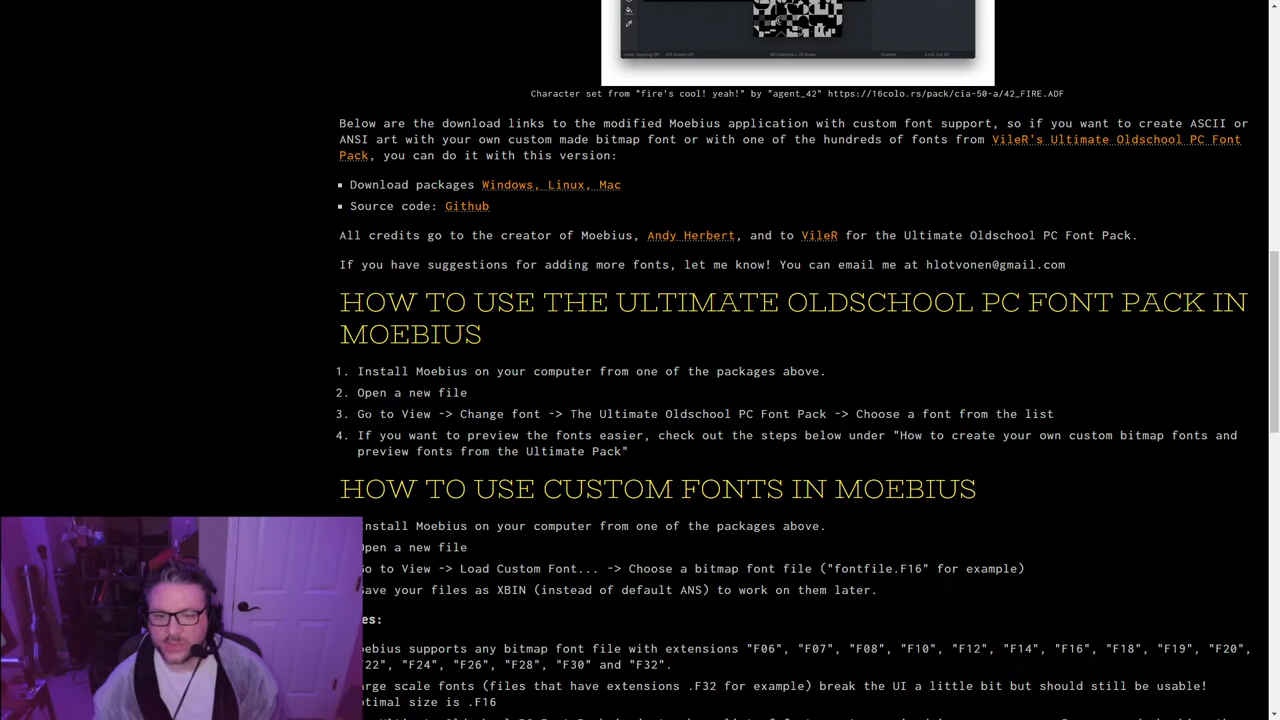 Character set from "fire's cool! yeah!" by "agent_42" https://16colo.rs/pack/cia-50-a/42_FIRE.ADF
Below are the download links to the modified Moebius application with custom font support, so if you want to create ASCII or
ANSI art with your own custom made bitmap font or with one of the hundreds of fonts from VileR's Ultimate Oldschool PC Font
Pack, you can do it with this version:
Download packages Windows, Linux, Mac
Source code: Github
All credits go to the creator of Moebius, Andy Herbert, and to VileR for the Ultimate Oldschool PC Font Pack.
If you have suggestions for adding more fonts, let me know! You can email me at hlotvonen@gmail.com
HOW TO USE THE ULTIMATE OLDSCHOOL PC FONT PACK IN
MOEBIUS
1. Install Moebius on your computer from one of the packages above.
2. Open a new file
3. Go to View -> Change font -> The Ultimate Oldschool PC Font Pack -> Choose a font from the list
4. If you want to preview the fonts easier, check out the steps below under "How to create your own custom bitmap fonts and
preview fonts from the Ultimate Pack"
HOW TO USE CUSTOM FONTS IN MOEBIUS
Install Moebius on your computer from one of the packages above.
Open a new file
Go to View -> Load Custom Font... -> Choose a bitmap font file ("fontfile.F16" for example)
Save your files as XBIN (instead of default ANS) to work on them later.
es:
oebius supports any bitmap font file with extensions "F06", "F07", "F08", "F10", "F12", "F14", "F16", "F18", "F19", "F20",
F22", "F24", "F26", "F28", "F30" and "F32".
arge scale fonts (files that have extensions .F32 for example) break the UI a little bit but should still be usable!
ptimal size is .F16